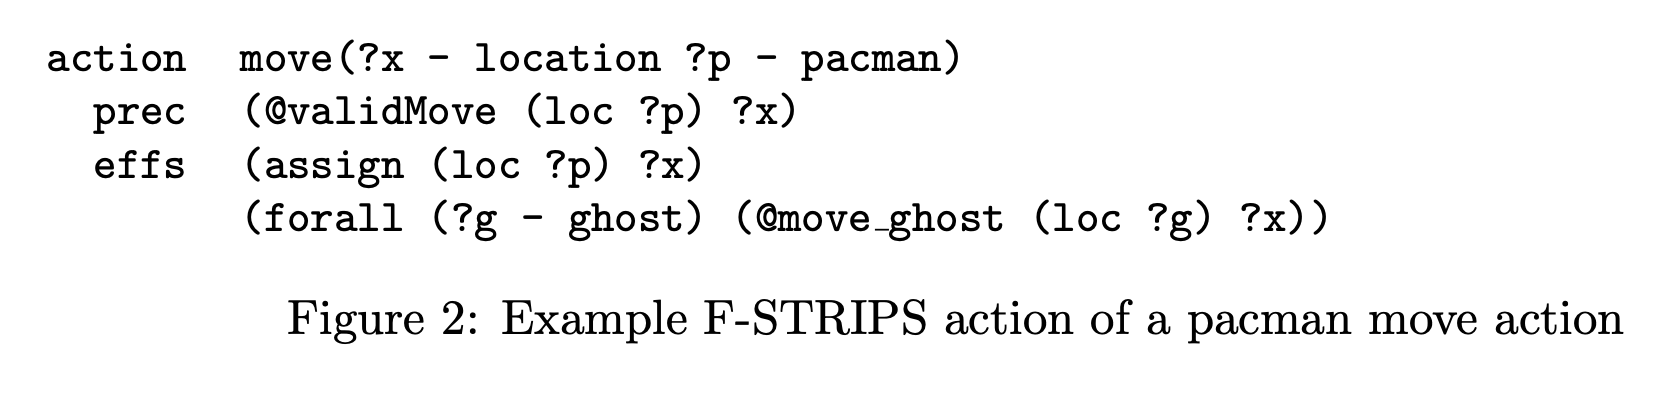 action move(?x - location ?p - pacman)
prec (@validMove (loc ?p) ?x)
effs (assign (loc ?p) ?x)
(forall (?g - ghost) (@move_ghost (loc ?g) ?x))
Figure 2: Example F-STRIPS action of a pacman move action